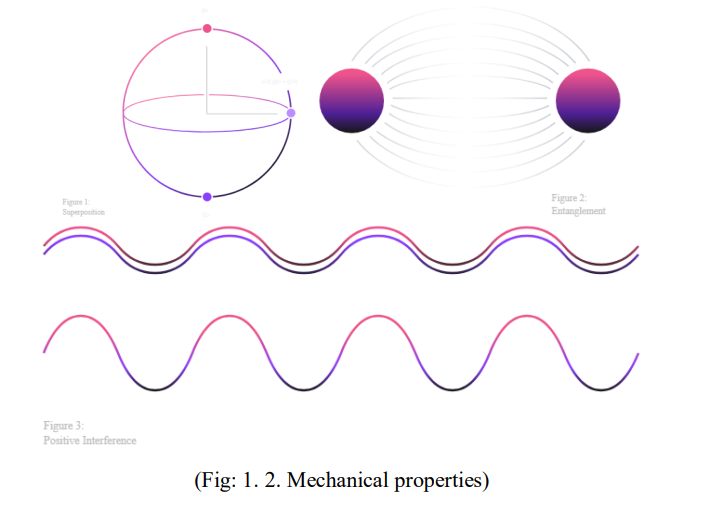 Figure 1:
Superposition
Figure 2:
Entanglement
Figure 3:
Positive Interference
(Fig: 1. 2. Mechanical properties)